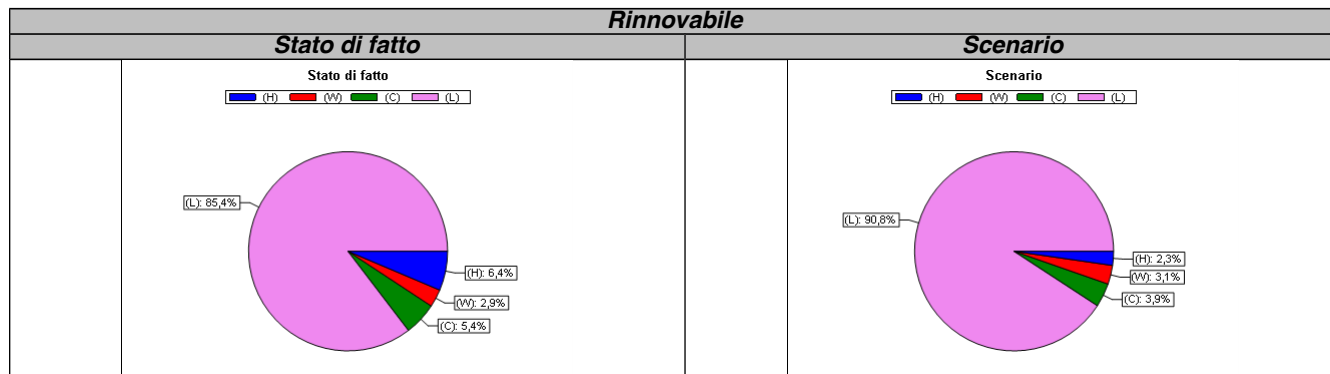 Rinnovabile
Stato di fatto
Scenario
Stato di fatto
(H) (W) (C) (L)
(L): 85,4%
(H): 6,4%
(W): 2,9%
(C): 5,4%
Scenario
(H) (W) (C) (L)
(L): 90,8%
(H): 2,3%
(W): 3,1%
(C): 3,9%